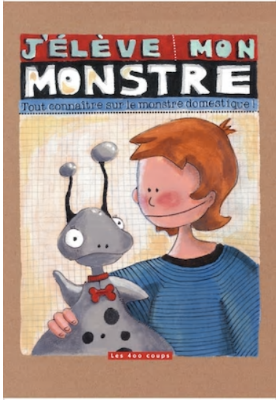 J'ÉLÈVE MON
MONSTRE
Tout connaître sur le monstre domestique !
Les 400 coups